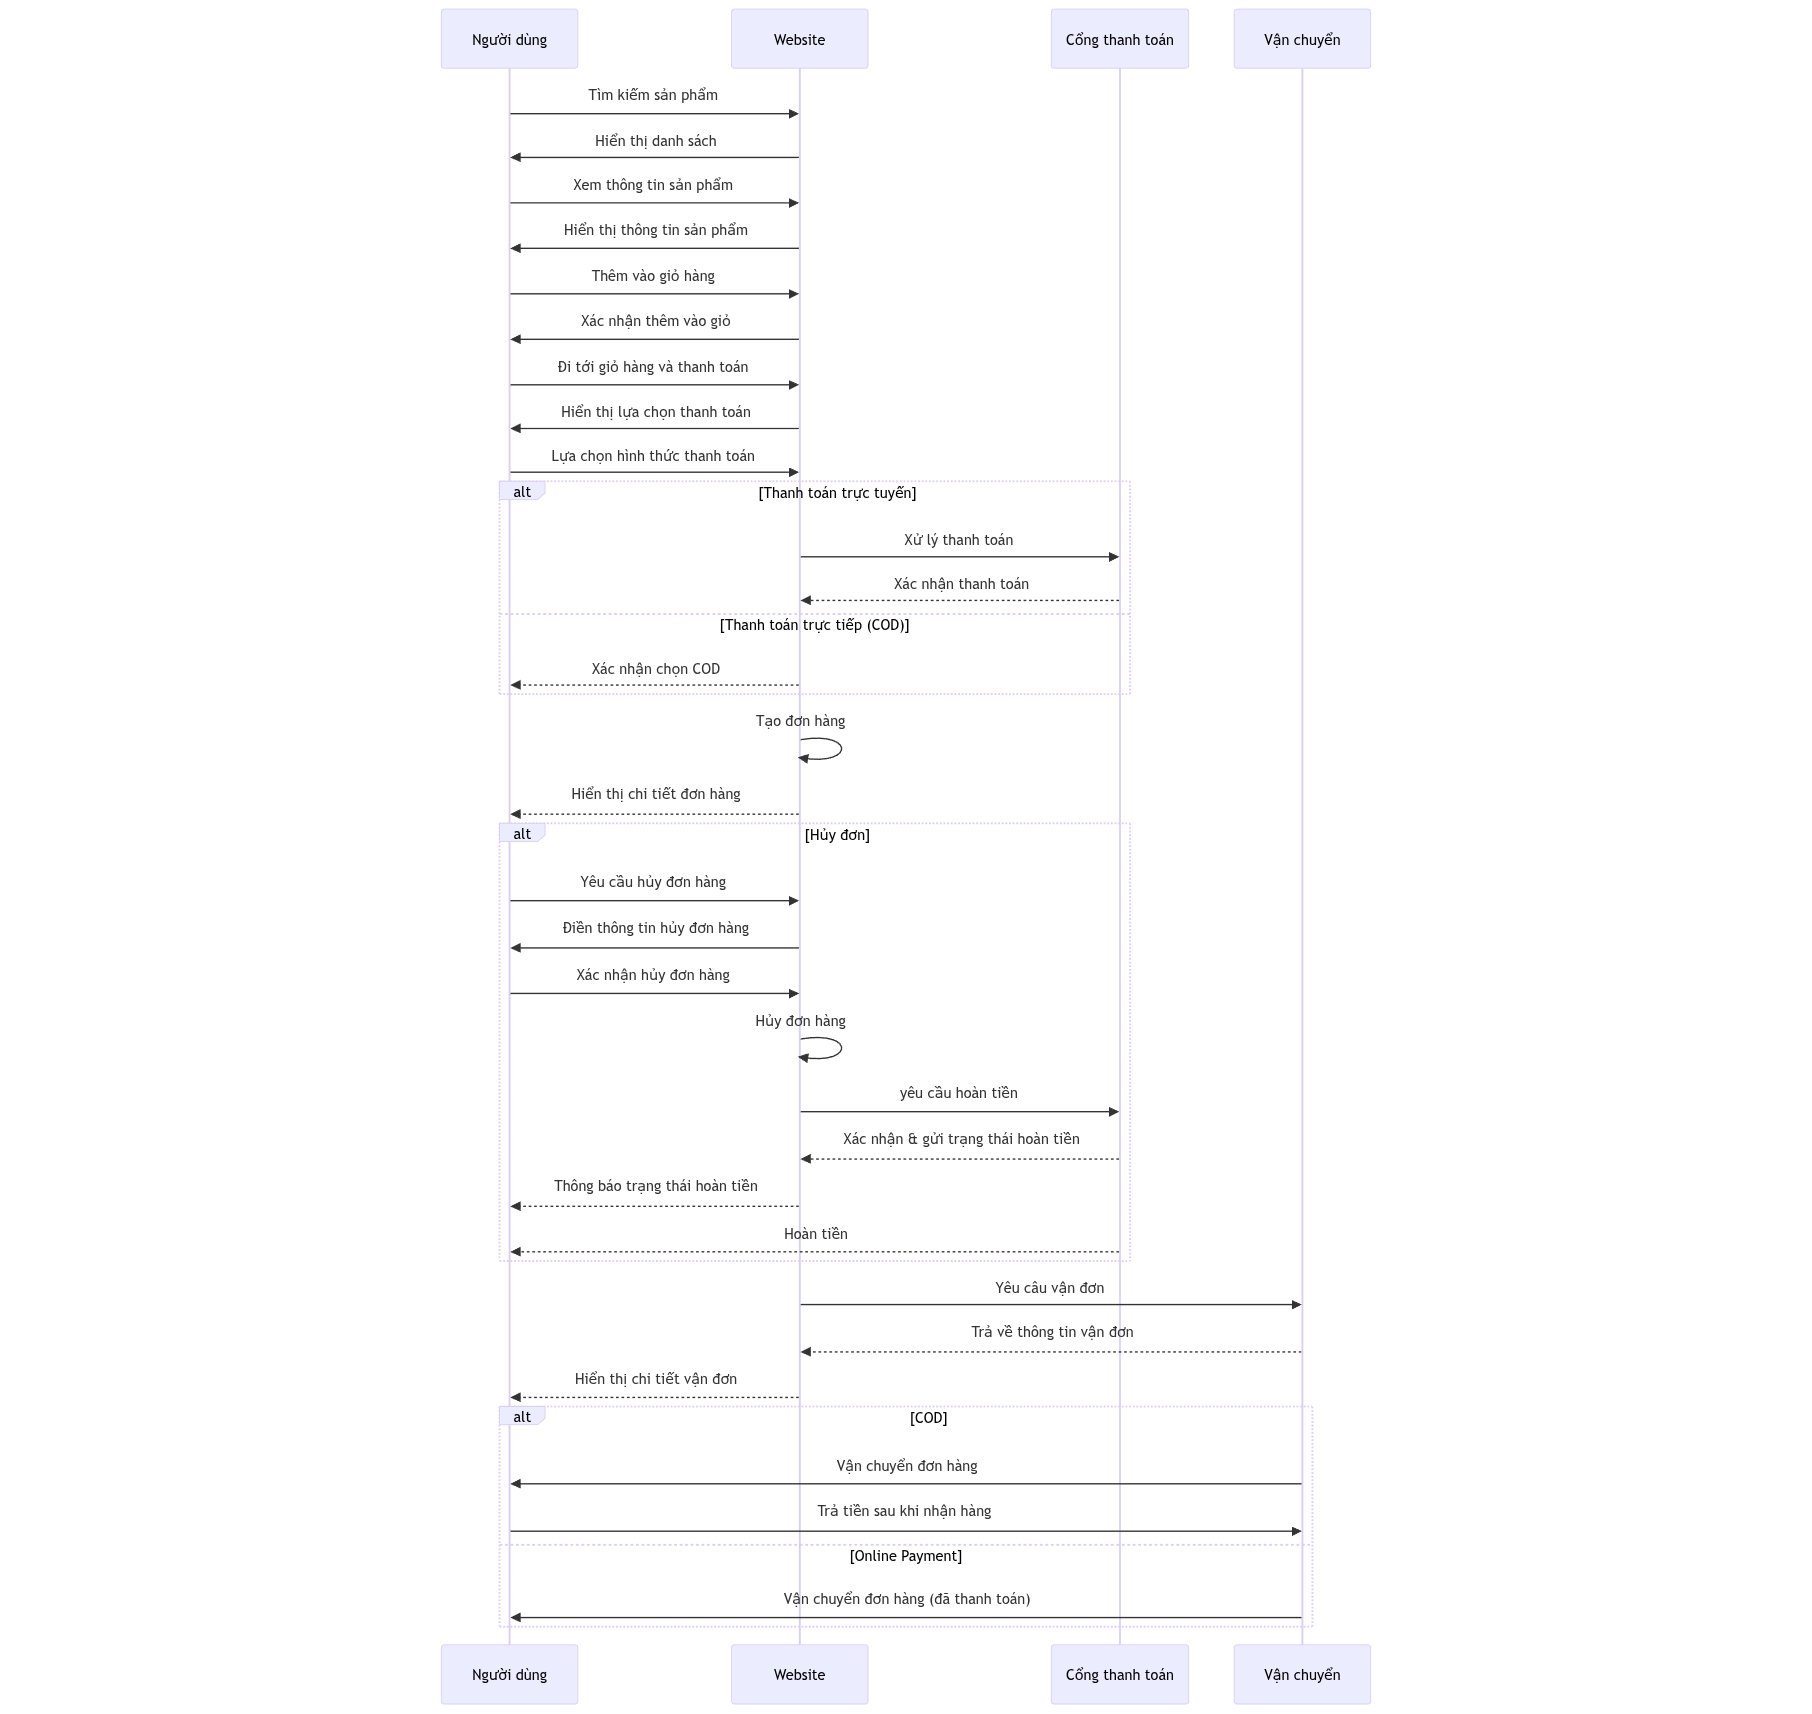 Người dùng
Website
Cổng thanh toán
Vận chuyển
Tìm kiếm sản phẩm
Hiển thị danh sách
Xem thông tin sản phẩm
Hiển thị thông tin sản phẩm
Thêm vào giỏ hàng
Xác nhận thêm vào giỏ
Đi tới giỏ hàng và thanh toán
Hiển thị lựa chọn thanh toán
Lựa chọn hình thức thanh toán
alt
[Thanh toán trực tuyến]
Xử lý thanh toán
Xác nhận thanh toán
[Thanh toán trực tiếp (COD)]
Xác nhận chọn COD
Tạo đơn hàng
Hiển thị chi tiết đơn hàng
alt
[Hủy đơn]
Yêu cầu hủy đơn hàng
Điền thông tin hủy đơn hàng
Xác nhận hủy đơn hàng
Hủy đơn hàng
yêu cầu hoàn tiền
Xác nhận & gửi trạng thái hoàn tiền
Thông báo trạng thái hoàn tiền
Hoàn tiền
Yêu câu vận đơn
Trả về thông tin vận đơn
Hiển thị chi tiết vận đơn
alt
[COD]
Vận chuyển đơn hàng
Trả tiền sau khi nhận hàng
[Online Payment]
Vận chuyển đơn hàng (đã thanh toán)
Người dùng
Website
Cổng thanh toán
Vận chuyển